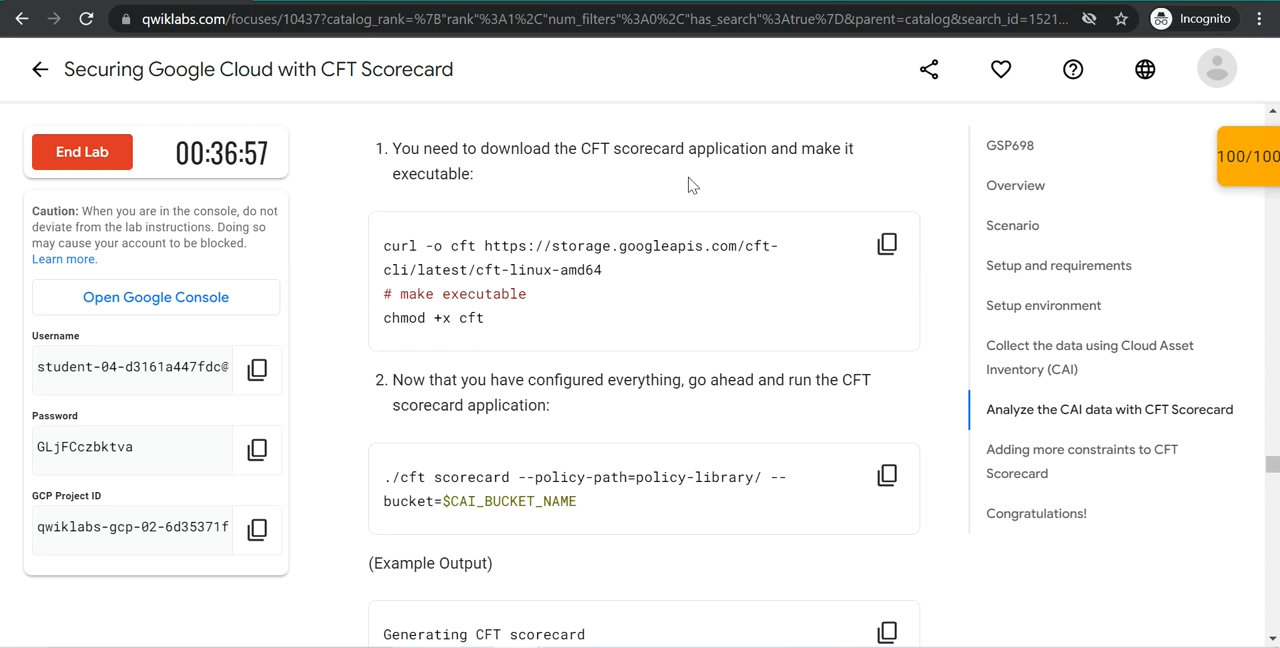 qwiklabs.com/focuses/10437?catalog_rank=%7B"rank"%3A1%2C"num_filters"%3A0%2C"has_search"%3Atrue%7D&parent=catalog&search_id=1521...
Incognito
Securing Google Cloud with CFT Scorecard
End Lab
00:36:57
Caution: When you are in the console, do not
deviate from the lab instructions. Doing so
may cause your account to be blocked.
Learn more.
Open Google Console
Username
student-04-d3161a447fdc@
Password
GLjFCczbktva
GCP Project ID
qwiklabs-gcp-02-6d35371f
1. You need to download the CFT scorecard application and make it
executable:
curl -o cft https://storage.googleapis.com/cft-
cli/latest/cft-linux-amd64
# make executable
chmod +x cft
2. Now that you have configured everything, go ahead and run the CFT
scorecard application:
./cft scorecard --policy-path=policy-library/ --
bucket=$CAI_BUCKET_NAME
(Example Output)
Generating CFT scorecard
GSP698
Overview
Scenario
Setup and requirements
Setup environment
Collect the data using Cloud Asset
Inventory (CAI)
Analyze the CAI data with CFT Scorecard
Adding more constraints to CFT
Scorecard
Congratulations!
100/100